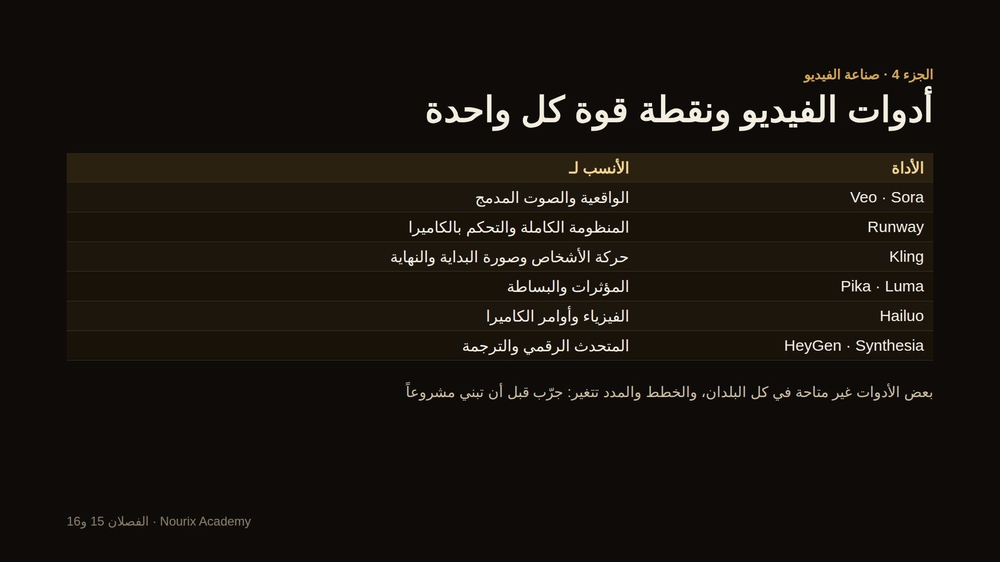 الجزء 4 · صناعة الفيديو
أدوات الفيديو ونقطة قوة كل واحدة
الأداة الأنسب لـ
Veo · Sora الواقعية والصوت المدمج
Runway المنظومة الكاملة والتحكم بالكاميرا
Kling حركة الأشخاص وصورة البداية والنهاية
Pika · Luma المؤثرات والبساطة
Hailuo الفيزياء وأوامر الكاميرا
HeyGen · Synthesia المتحدث الرقمي والترجمة
بعض الأدوات غير متاحة في كل البلدان، والخطط والمدد تتغير: جرّب قبل أن تبني مشروعاً
Nourix Academy · الفصلان 15 و16